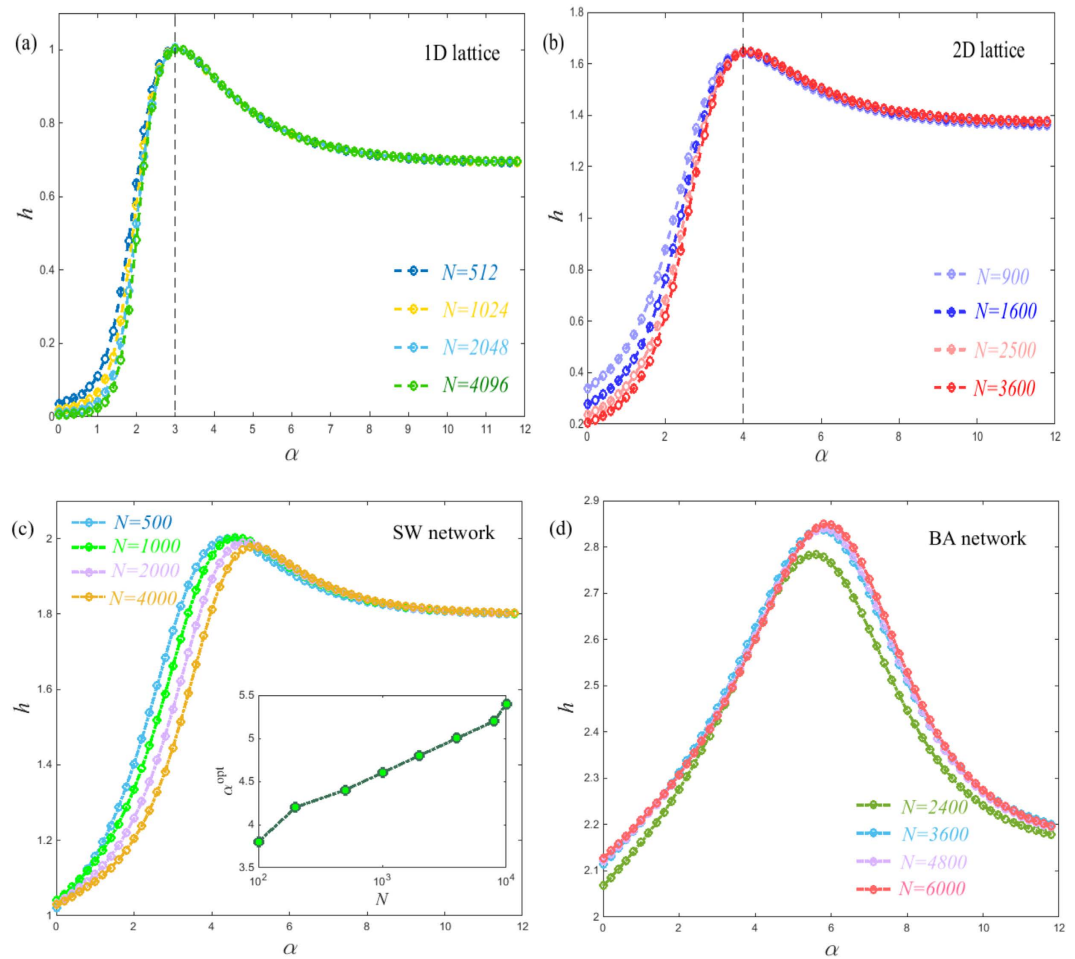 (a)
1D lattice
h
1
0.8
0.6
0.4
0.2
0
N=512
N=1024
N=2048
N=4096
0 1 2 3 4 5 6 7 8 9 10 11 12
α
(b)
2D lattice
h
1.8
1.6
1.4
1.2
1
0.8
0.6
0.4
0.2
N=900
N=1600
N=2500
N=3600
0 2 4 6 8 10 12
α
(c)
SW network
N=500
N=1000
N=2000
N=4000
h
2
1.8
1.6
1.4
1.2
1
α^opt
5.5
5
4.5
4
3.5
10² 10³ 10⁴
N
0 2 4 6 8 10 12
α
(d)
BA network
h
2.9
2.8
2.7
2.6
2.5
2.4
2.3
2.2
2.1
2
N=2400
N=3600
N=4800
N=6000
0 2 4 6 8 10 12
α